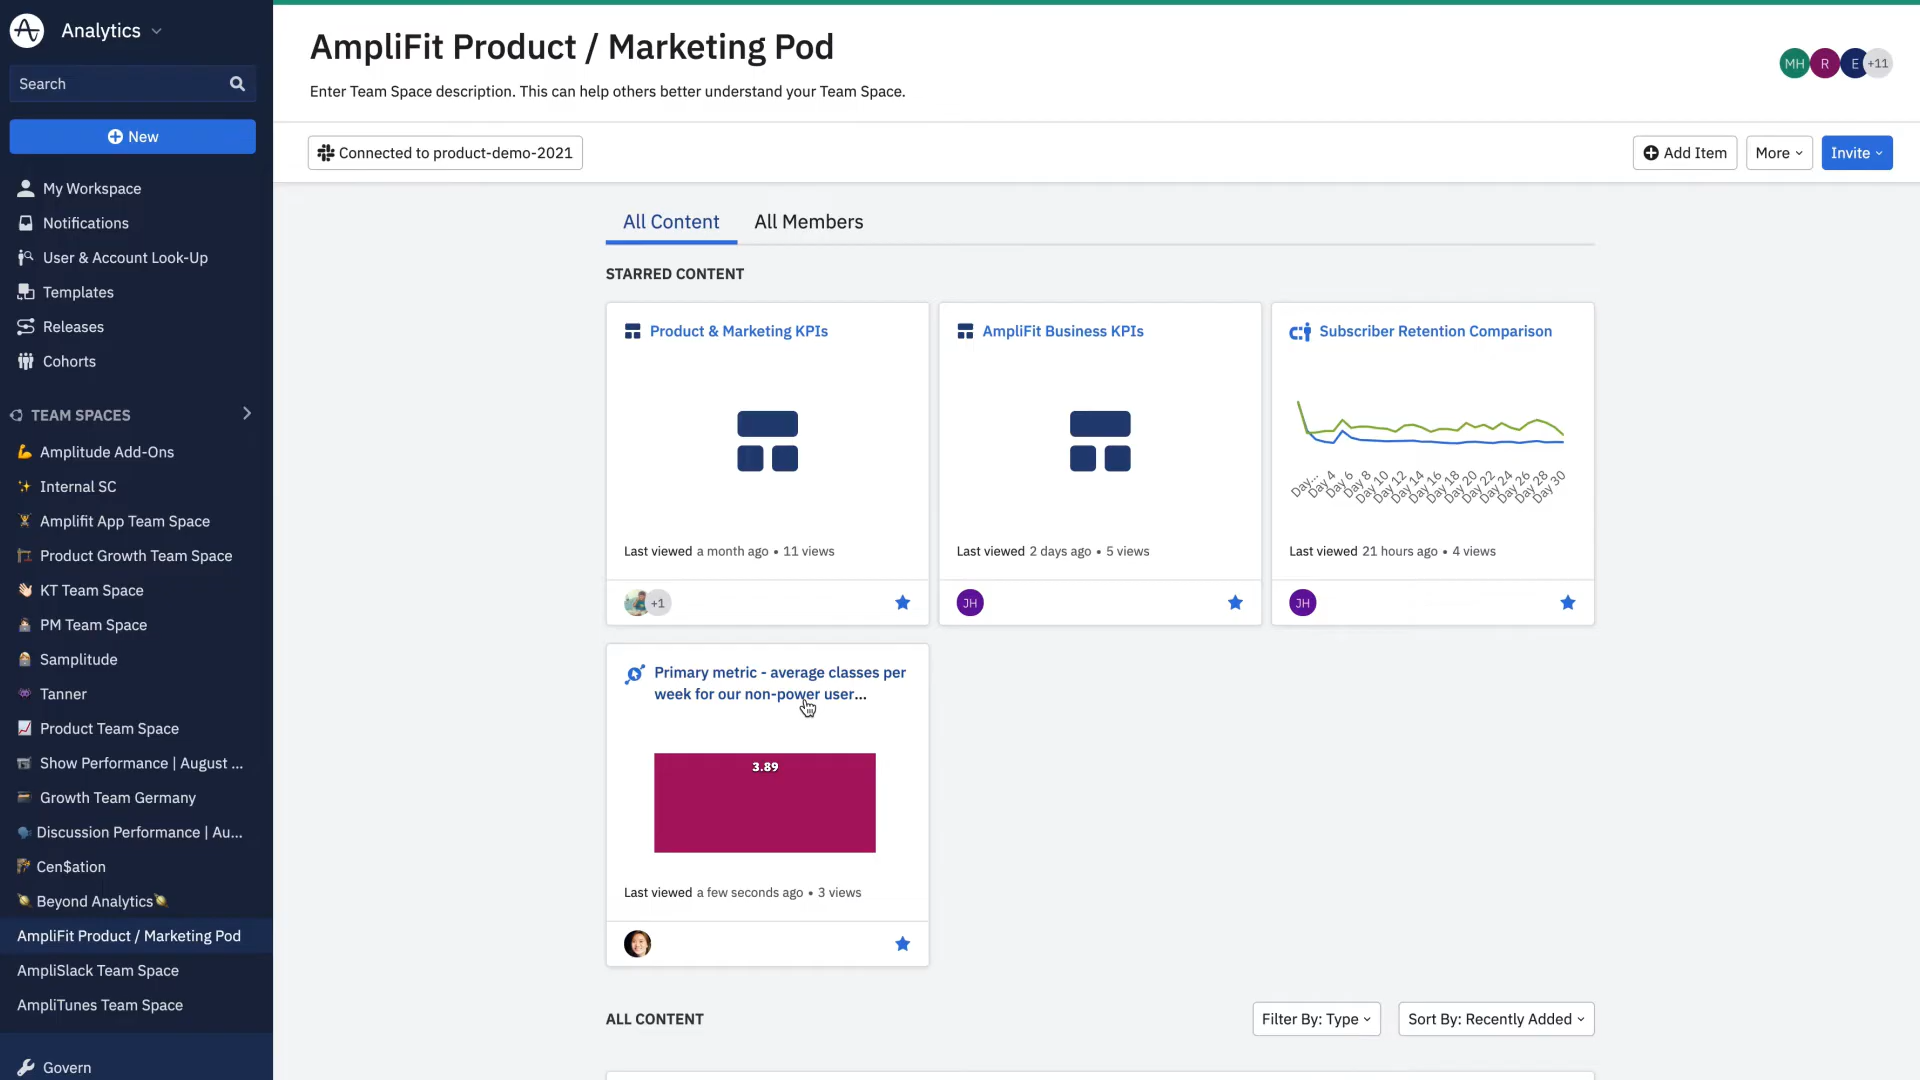 Analytics
Search
New
My Workspace
Notifications
User & Account Look-Up
Templates
Releases
Cohorts
TEAM SPACES
Amplitude Add-Ons
Internal SC
Amplifit App Team Space
Product Growth Team Space
KT Team Space
PM Team Space
Samplitude
Tanner
Product Team Space
Show Performance | August ...
Growth Team Germany
Discussion Performance | Au...
Cen$ation
Beyond Analytics
AmpliFit Product / Marketing Pod
AmpliSlack Team Space
AmpliTunes Team Space
Govern
AmpliFit Product / Marketing Pod
Enter Team Space description. This can help others better understand your Team Space.
MH R E +11
Connected to product-demo-2021
Add Item More Invite
All Content All Members
STARRED CONTENT
Product & Marketing KPIs
Last viewed a month ago • 11 views
+1
AmpliFit Business KPIs
Last viewed 2 days ago • 5 views
JH
Subscriber Retention Comparison
Day... Day 4 Day 6 Day 8 Day 10 Day 12 Day 14 Day 16 Day 18 Day 20 Day 22 Day 24 Day 26 Day 28 Day 30
Last viewed 21 hours ago • 4 views
JH
Primary metric - average classes per
week for our non-power user...
3.89
Last viewed a few seconds ago • 3 views
ALL CONTENT
Filter By: Type Sort By: Recently Added